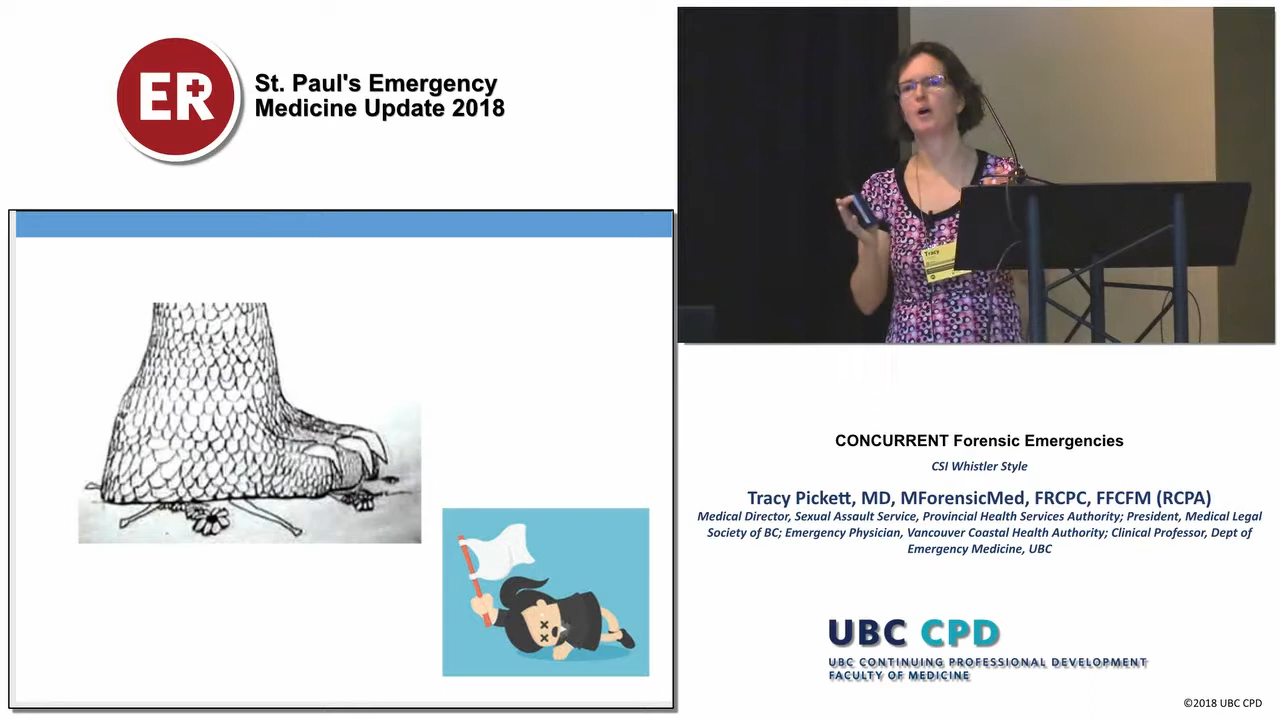 ER
St. Paul's Emergency
Medicine Update 2018
Tracy
CONCURRENT Forensic Emergencies
CSI Whistler Style
Tracy Pickett, MD, MForensicMed, FRCPC, FFCFM (RCPA)
Medical Director, Sexual Assault Service, Provincial Health Services Authority; President, Medical Legal
Society of BC; Emergency Physician, Vancouver Coastal Health Authority; Clinical Professor, Dept of
Emergency Medicine, UBC
UBC CPD
UBC CONTINUING PROFESSIONAL DEVELOPMENT
FACULTY OF MEDICINE
©2018 UBC CPD